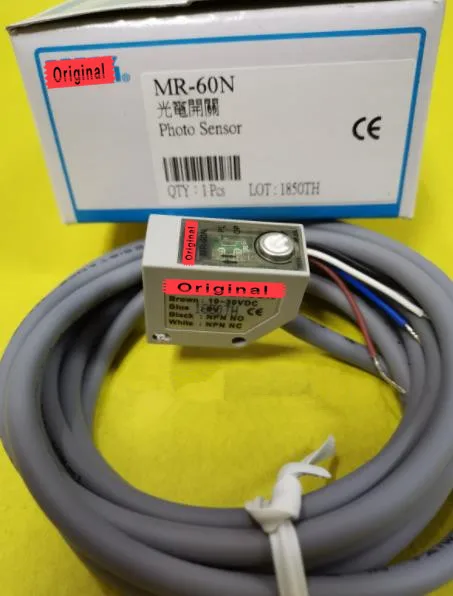 Original ®
MR-60N
光電開關
Photo Sensor
CE
QTY : 1 Pcs LOT : 1850TH
Original
Original
Brown : 10~30VDC
Blue
Black : NPN NO
White : NPN NC
CE
1850TH